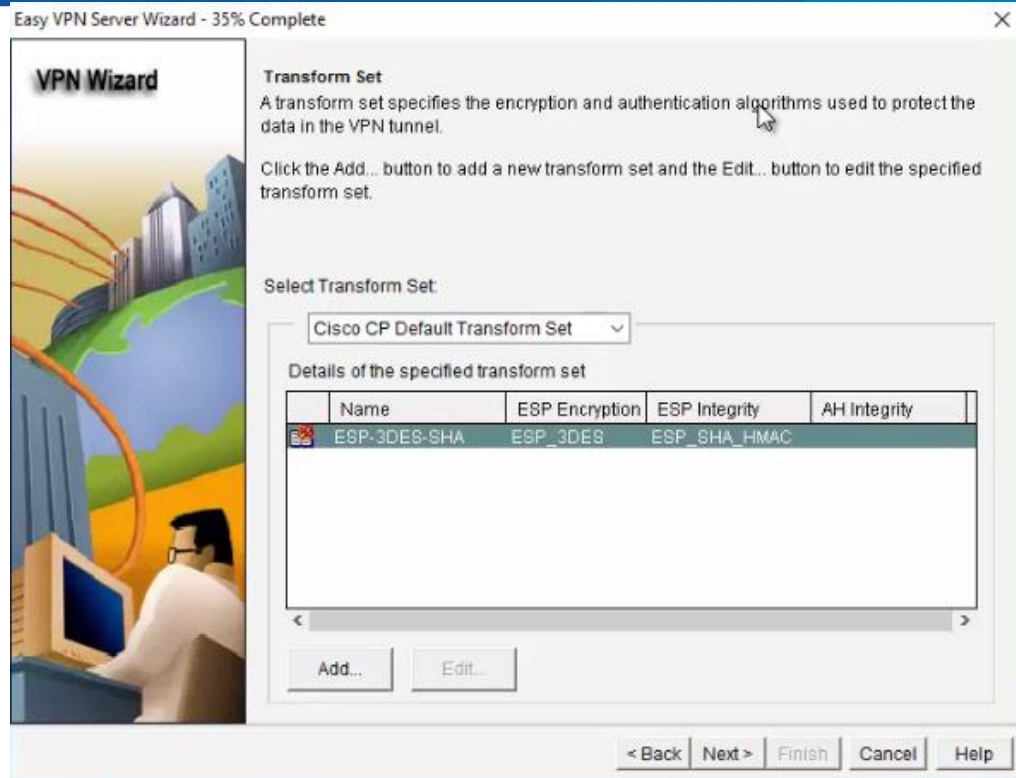 Easy VPN Server Wizard - 35% Complete
VPN Wizard
Transform Set
A transform set specifies the encryption and authentication algorithms used to protect the
data in the VPN tunnel.
Click the Add... button to add a new transform set and the Edit... button to edit the specified
transform set.
Select Transform Set:
Cisco CP Default Transform Set
Details of the specified transform set
Name ESP Encryption ESP Integrity AH Integrity
ESP-3DES-SHA ESP_3DES ESP_SHA_HMAC
Add... Edit...
< Back Next > Finish Cancel Help